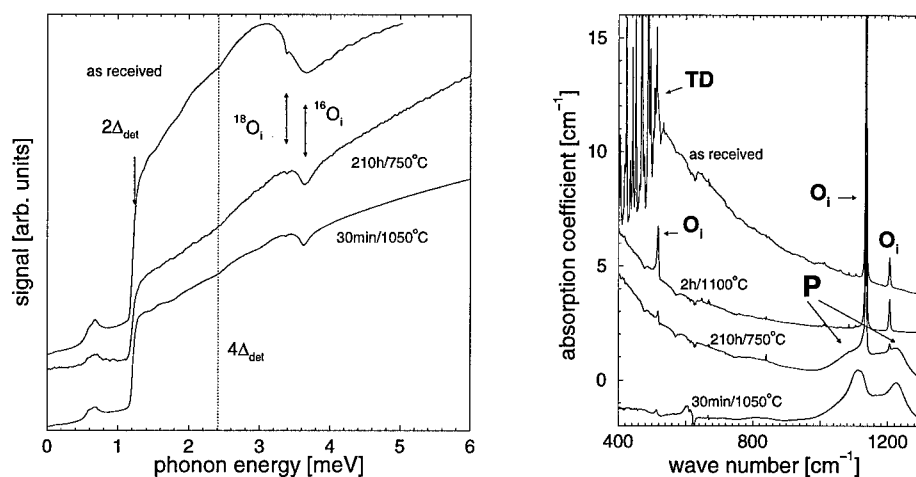 as received
2Δdet
18Oi
16Oi
210h/750°C
30min/1050°C
4Δdet
signal [arb. units]
0 1 2 3 4 5 6
phonon energy [meV]
15
10
5
0
TD
as received
Oi
Oi
Oi
2h/1100°C
P
210h/750°C
30min/1050°C
absorption coefficient [cm⁻¹]
400 800 1200
wave number [cm⁻¹]